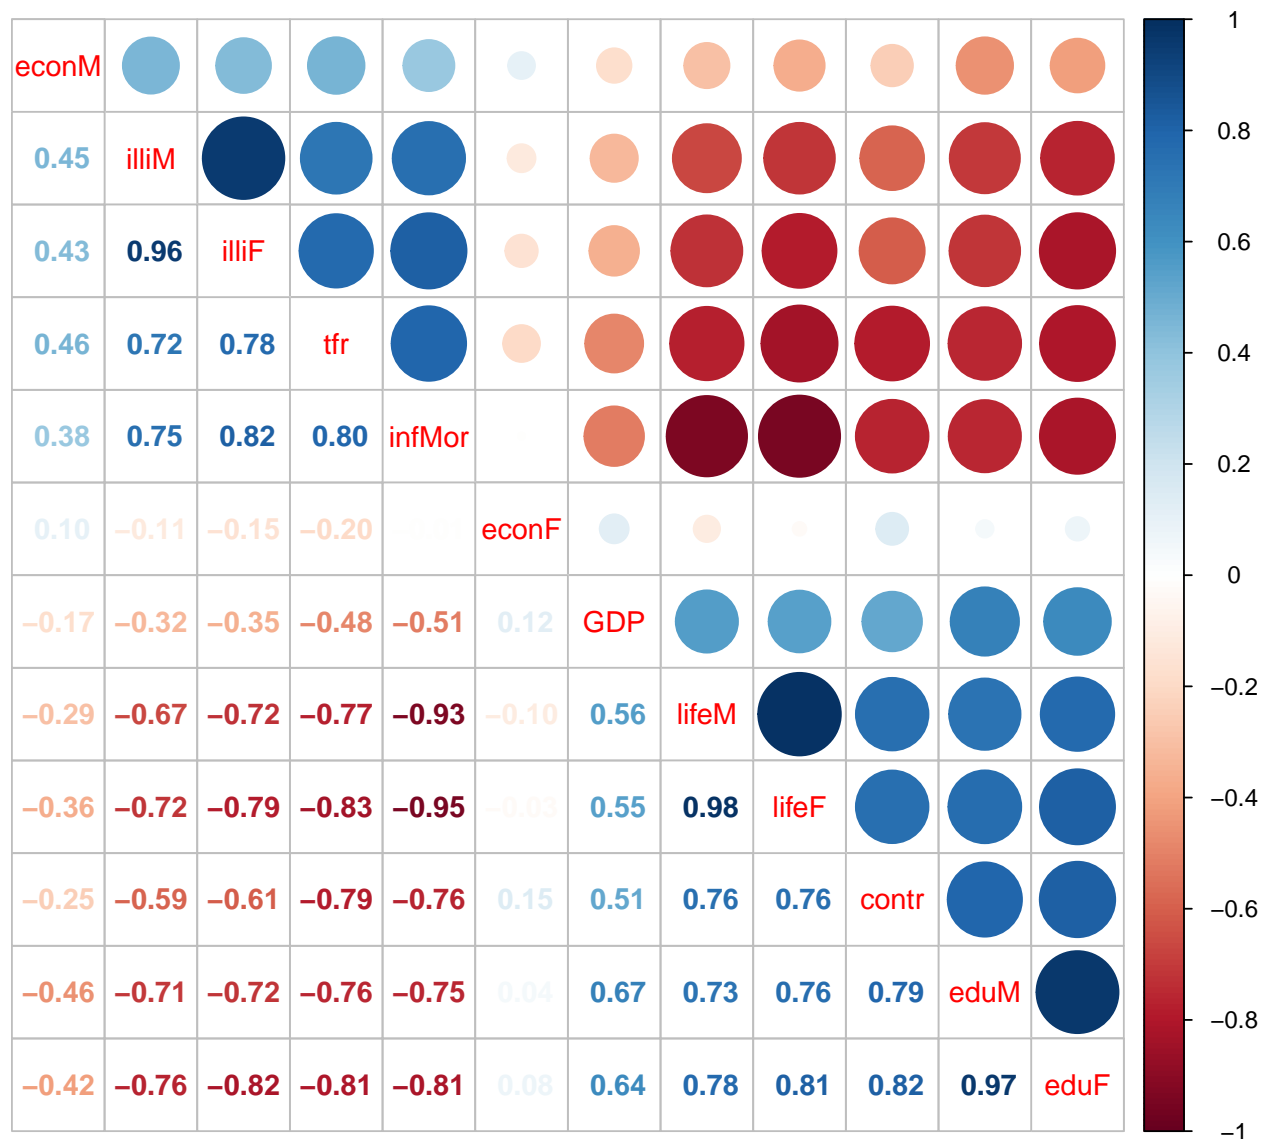 econM
0.45 illiM
0.43 0.96 illiF
0.46 0.72 0.78 tfr
0.38 0.75 0.82 0.80 infMor
0.10 −0.11 −0.15 −0.20 econF
−0.17 −0.32 −0.35 −0.48 −0.51 0.12 GDP
−0.29 −0.67 −0.72 −0.77 −0.93 −0.10 0.56 lifeM
−0.36 −0.72 −0.79 −0.83 −0.95 −0.03 0.55 0.98 lifeF
−0.25 −0.59 −0.61 −0.79 −0.76 0.15 0.51 0.76 0.76 contr
−0.46 −0.71 −0.72 −0.76 −0.75 0.04 0.67 0.73 0.76 0.79 eduM
−0.42 −0.76 −0.82 −0.81 −0.81 0.08 0.64 0.78 0.81 0.82 0.97 eduF
1
0.8
0.6
0.4
0.2
0
−0.2
−0.4
−0.6
−0.8
−1